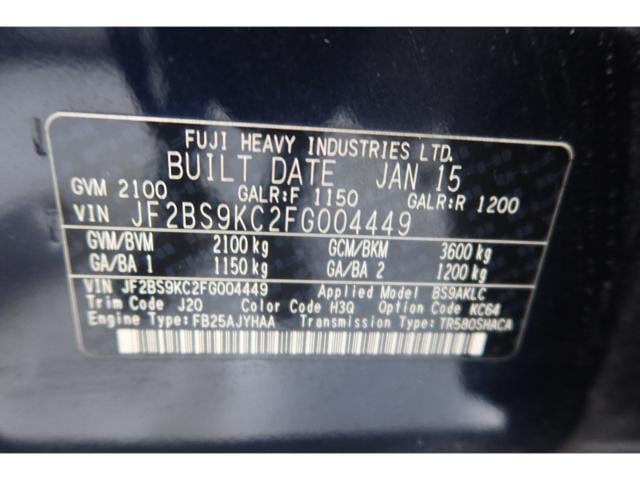 FUJI HEAVY INDUSTRIES LTD.
BUILT DATE JAN 15
GVM 2100 GALR:F 1150 GALR:R 1200
VIN JF2BS9KC2FG004449
GVM/BVM 2100 kg GCM/BKM 3600 kg
GA/BA 1 1150 kg GA/BA 2 1200 kg
VIN JF2BS9KC2FG004449 Applied Model BS9AKLC
Trim Code J20 Color Code H3Q Option Code KC64
Engine Type: FB25AJYHAA Transmission Type: TR580SHACA